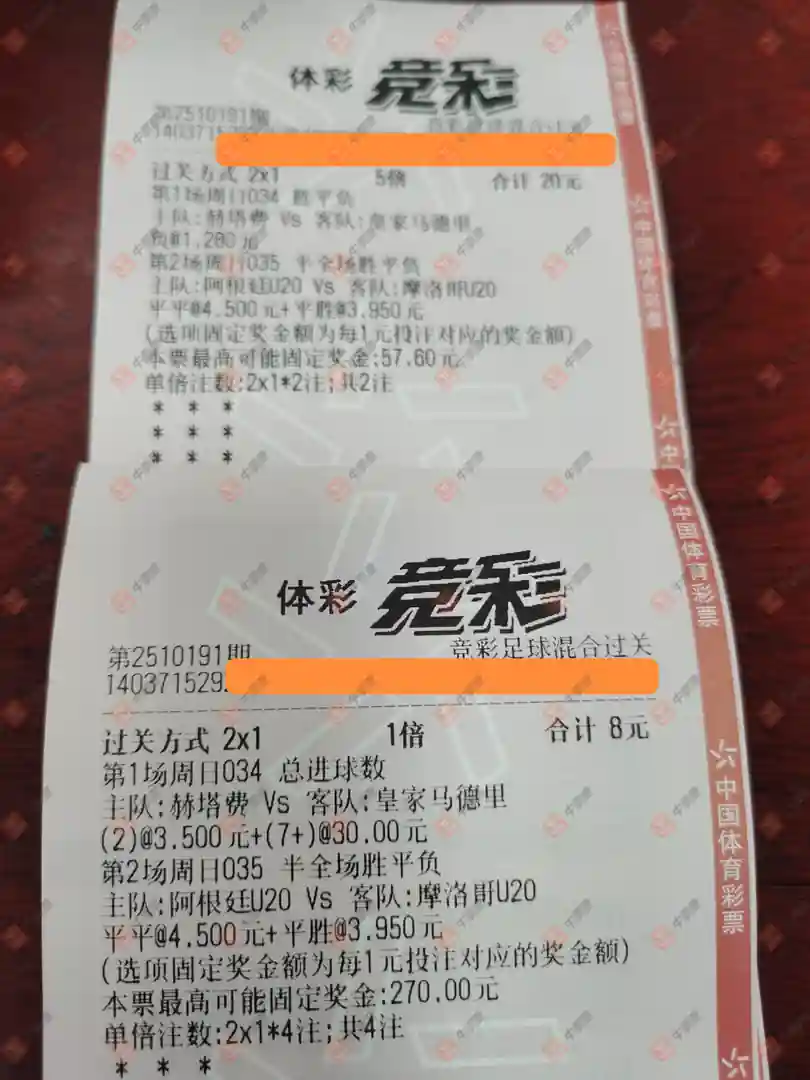 体彩 竞彩
第2510191期
过关方式 2x1 5倍 合计 20元
第1场周日034 胜平负
主队:赫塔费 Vs 客队:皇家马德里
负@1.280元
第2场周日035 半全场胜平负
主队:阿根廷U20 Vs 客队:摩洛哥U20
平平@4.500元+平胜@3.950元
(选项固定奖金额为每1元投注对应的奖金额)
本票最高可能固定奖金:57.60元
单倍注数:2x1*2注;共2注
* * *
* * *
* * *
体彩 竞彩
第2510191期 竞彩足球混合过关
140371529
过关方式 2x1 1倍 合计 8元
第1场周日034 总进球数
主队:赫塔费 Vs 客队:皇家马德里
(2)@3.500元+(7+)@30.00元
第2场周日035 半全场胜平负
主队:阿根廷U20 Vs 客队:摩洛哥U20
平平@4.500元+平胜@3.950元
(选项固定奖金额为每1元投注对应的奖金额)
本票最高可能固定奖金:270.00元
单倍注数:2x1*4注;共4注
* * *
中国体育彩票
中国体育彩票